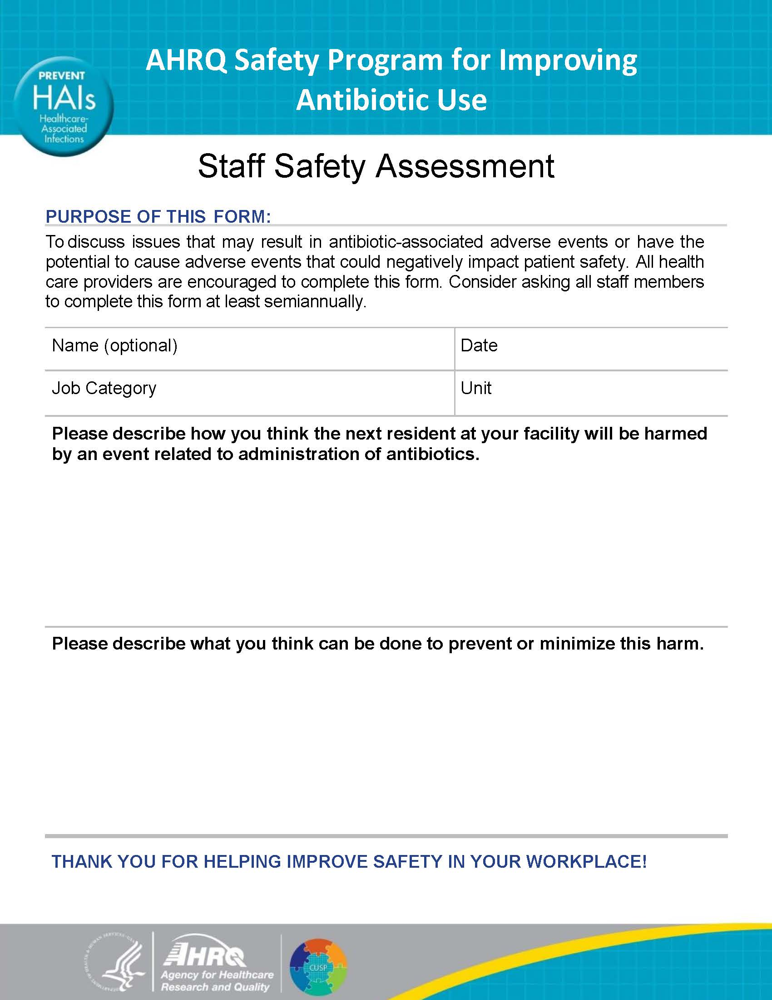 AHRQ Safety Program for Improving
Antibiotic Use
PREVENT
HAIs
Healthcare-
Associated
Infections
Staff Safety Assessment
PURPOSE OF THIS FORM:
To discuss issues that may result in antibiotic-associated adverse events or have the
potential to cause adverse events that could negatively impact patient safety. All health
care providers are encouraged to complete this form. Consider asking all staff members
to complete this form at least semiannually.
Name (optional)
Date
Job Category
Unit
Please describe how you think the next resident at your facility will be harmed
by an event related to administration of antibiotics.
Please describe what you think can be done to prevent or minimize this harm.
THANK YOU FOR HELPING IMPROVE SAFETY IN YOUR WORKPLACE!
DEPARTMENT OF HEALTH & HUMAN SERVICES • USA
AHRQ
Agency for Healthcare
Research and Quality
CUSP